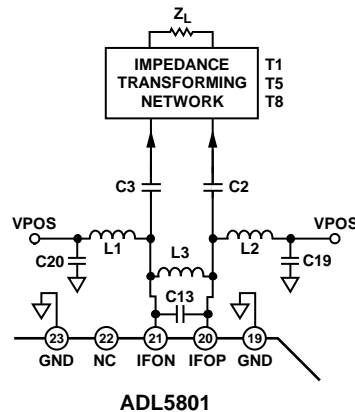 ZL
IMPEDANCE
TRANSFORMING
NETWORK
T1
T5
T8
C3
C2
VPOS
VPOS
L1
L3
L2
C20
C19
C13
23
22
21
20
19
GND
NC
IFON
IFOP
GND
ADL5801